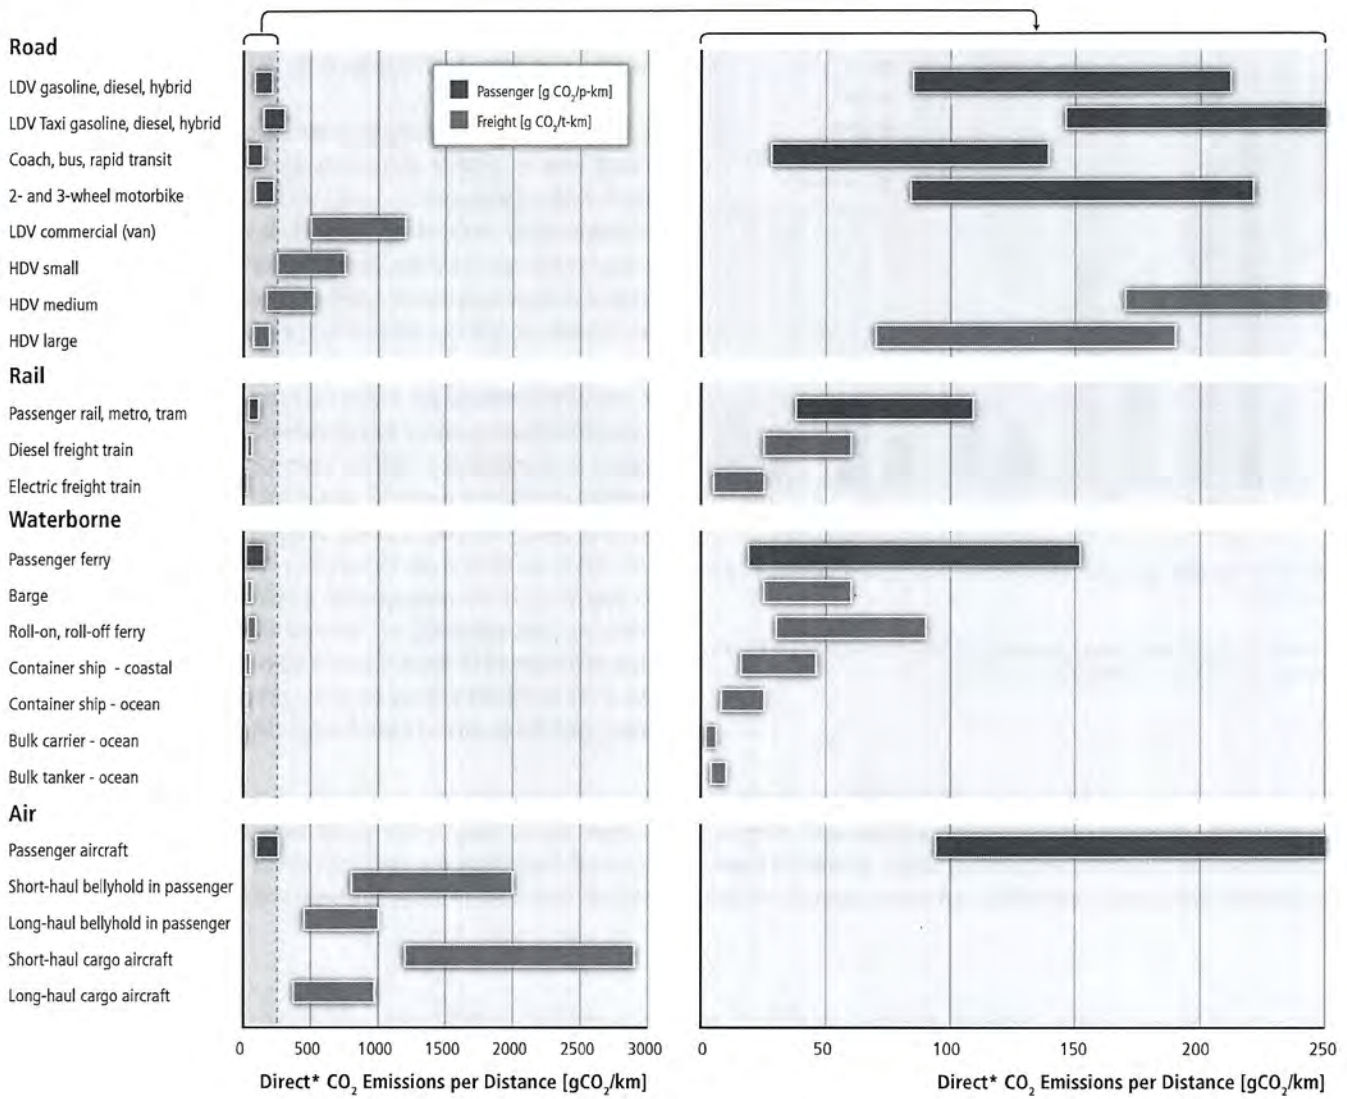 Road
LDV gasoline, diesel, hybrid
LDV Taxi gasoline, diesel, hybrid
Coach, bus, rapid transit
2- and 3-wheel motorbike
LDV commercial (van)
HDV small
HDV medium
HDV large
Passenger [g CO2/p-km]
Freight [g CO2/t-km]
Rail
Passenger rail, metro, tram
Diesel freight train
Electric freight train
Waterborne
Passenger ferry
Barge
Roll-on, roll-off ferry
Container ship - coastal
Container ship - ocean
Bulk carrier - ocean
Bulk tanker - ocean
Air
Passenger aircraft
Short-haul bellyhold in passenger
Long-haul bellyhold in passenger
Short-haul cargo aircraft
Long-haul cargo aircraft
0 500 1000 1500 2000 2500 3000
Direct* CO2 Emissions per Distance [gCO2/km]
0 50 100 150 200 250
Direct* CO2 Emissions per Distance [gCO2/km]